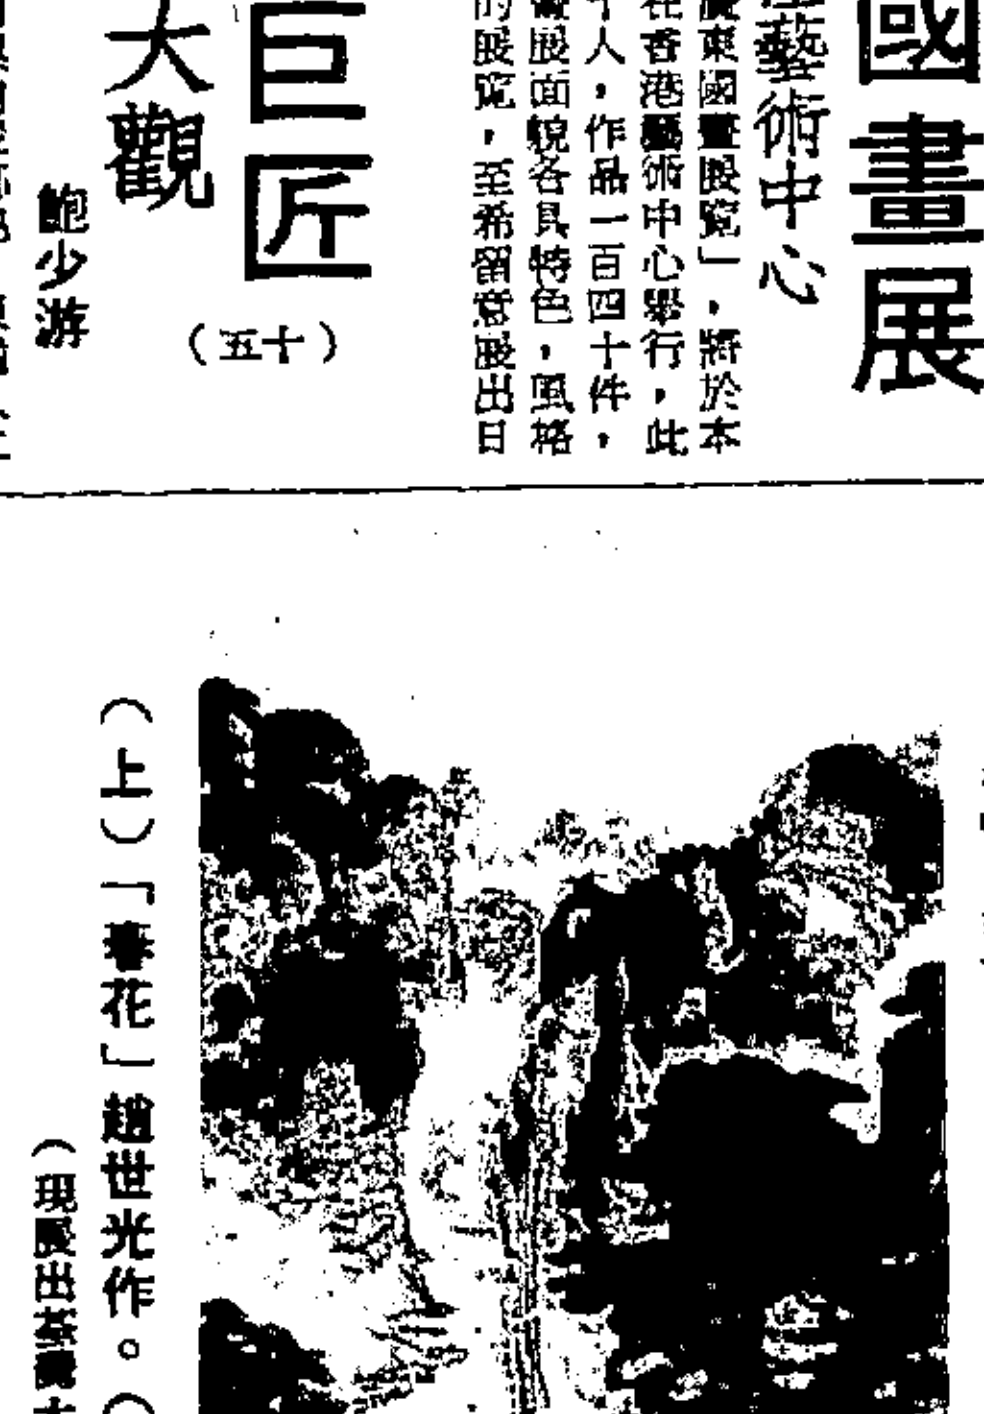 國畫展
藝術中心
廣東國畫展覽」，將於本
在香港藝術中心舉行，此
十人，作品一百四十件，
展面貌各具特色，風格
的展覽，至希留意展出日
巨匠
（五十）
大觀
鮑少游
（上）「春花」趙世光作。（
（現展出